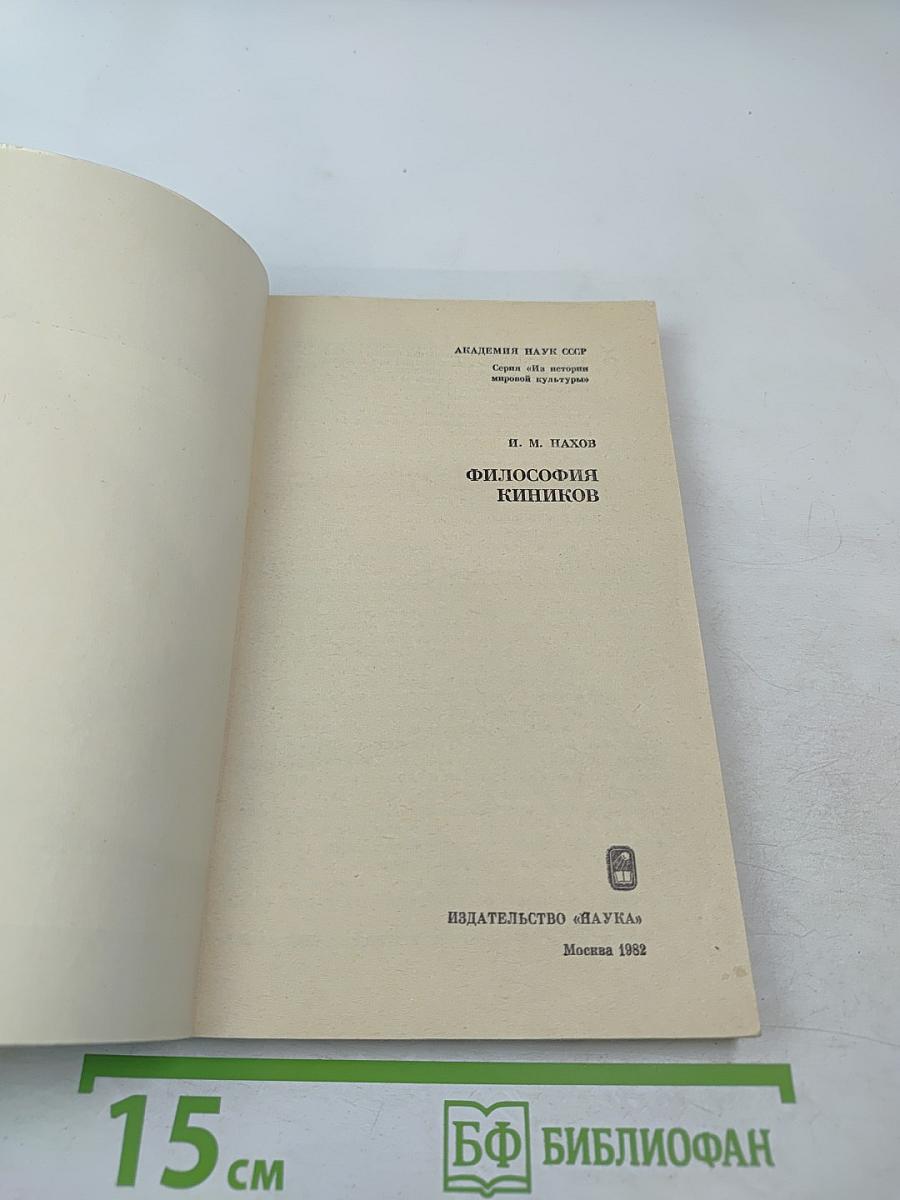 АКАДЕМИЯ НАУК СССР
Серия «Из истории
мировой культуры»
И. М. НАХОВ
ФИЛОСОФИЯ
КИНИКОВ
ИЗДАТЕЛЬСТВО «НАУКА»
Москва 1982
15 см
БФ БИБЛИОФАН